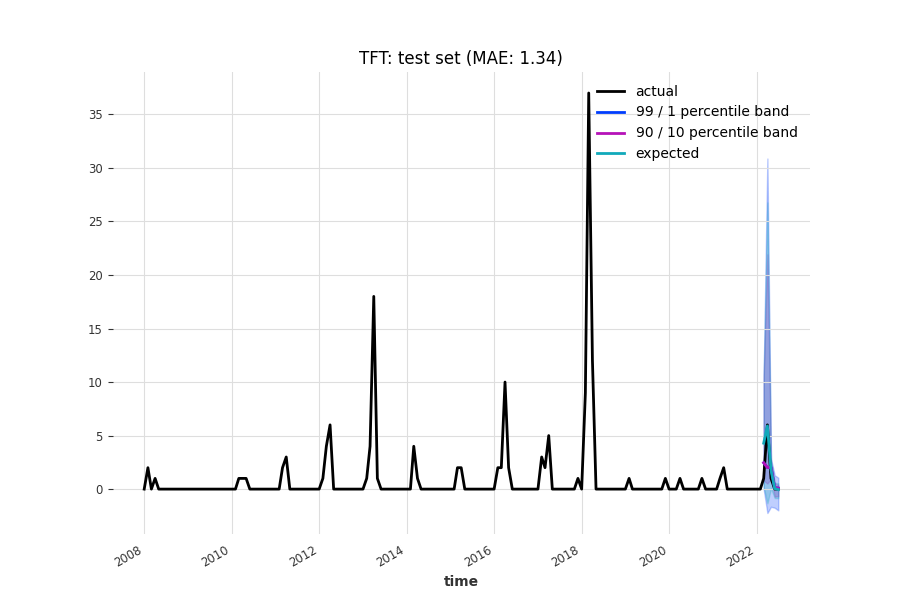 TFT: test set (MAE: 1.34)
actual
99 / 1 percentile band
90 / 10 percentile band
expected
35
30
25
20
15
10
5
0
2008
2010
2012
2014
2016
2018
2020
2022
time